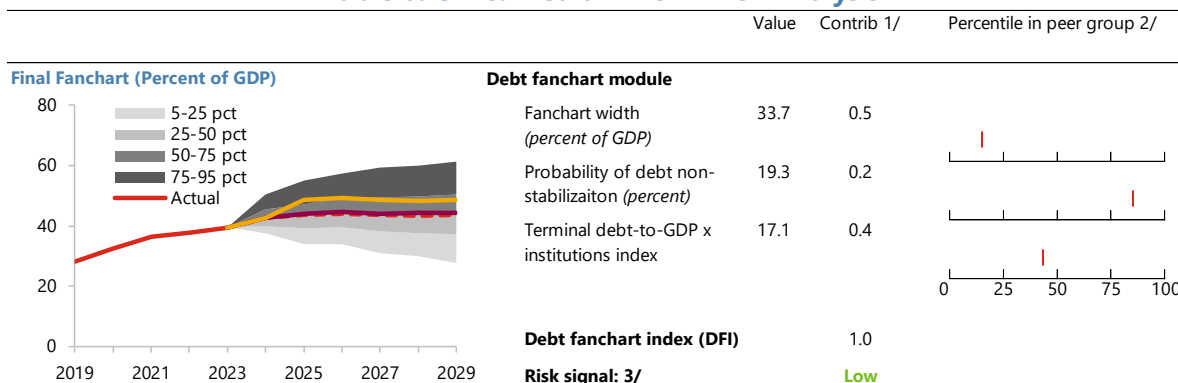 Value Contrib 1/ Percentile in peer group 2/
Final Fanchart (Percent of GDP)
80
60
40
20
0
5-25 pct
25-50 pct
50-75 pct
75-95 pct
Actual
2019 2021 2023 2025 2027 2029
Debt fanchart module
Fanchart width 33.7 0.5
(percent of GDP)
Probability of debt non- 19.3 0.2
stabilizaiton (percent)
Terminal debt-to-GDP x 17.1 0.4
institutions index
0 25 50 75 100
Debt fanchart index (DFI) 1.0
Risk signal: 3/ Low